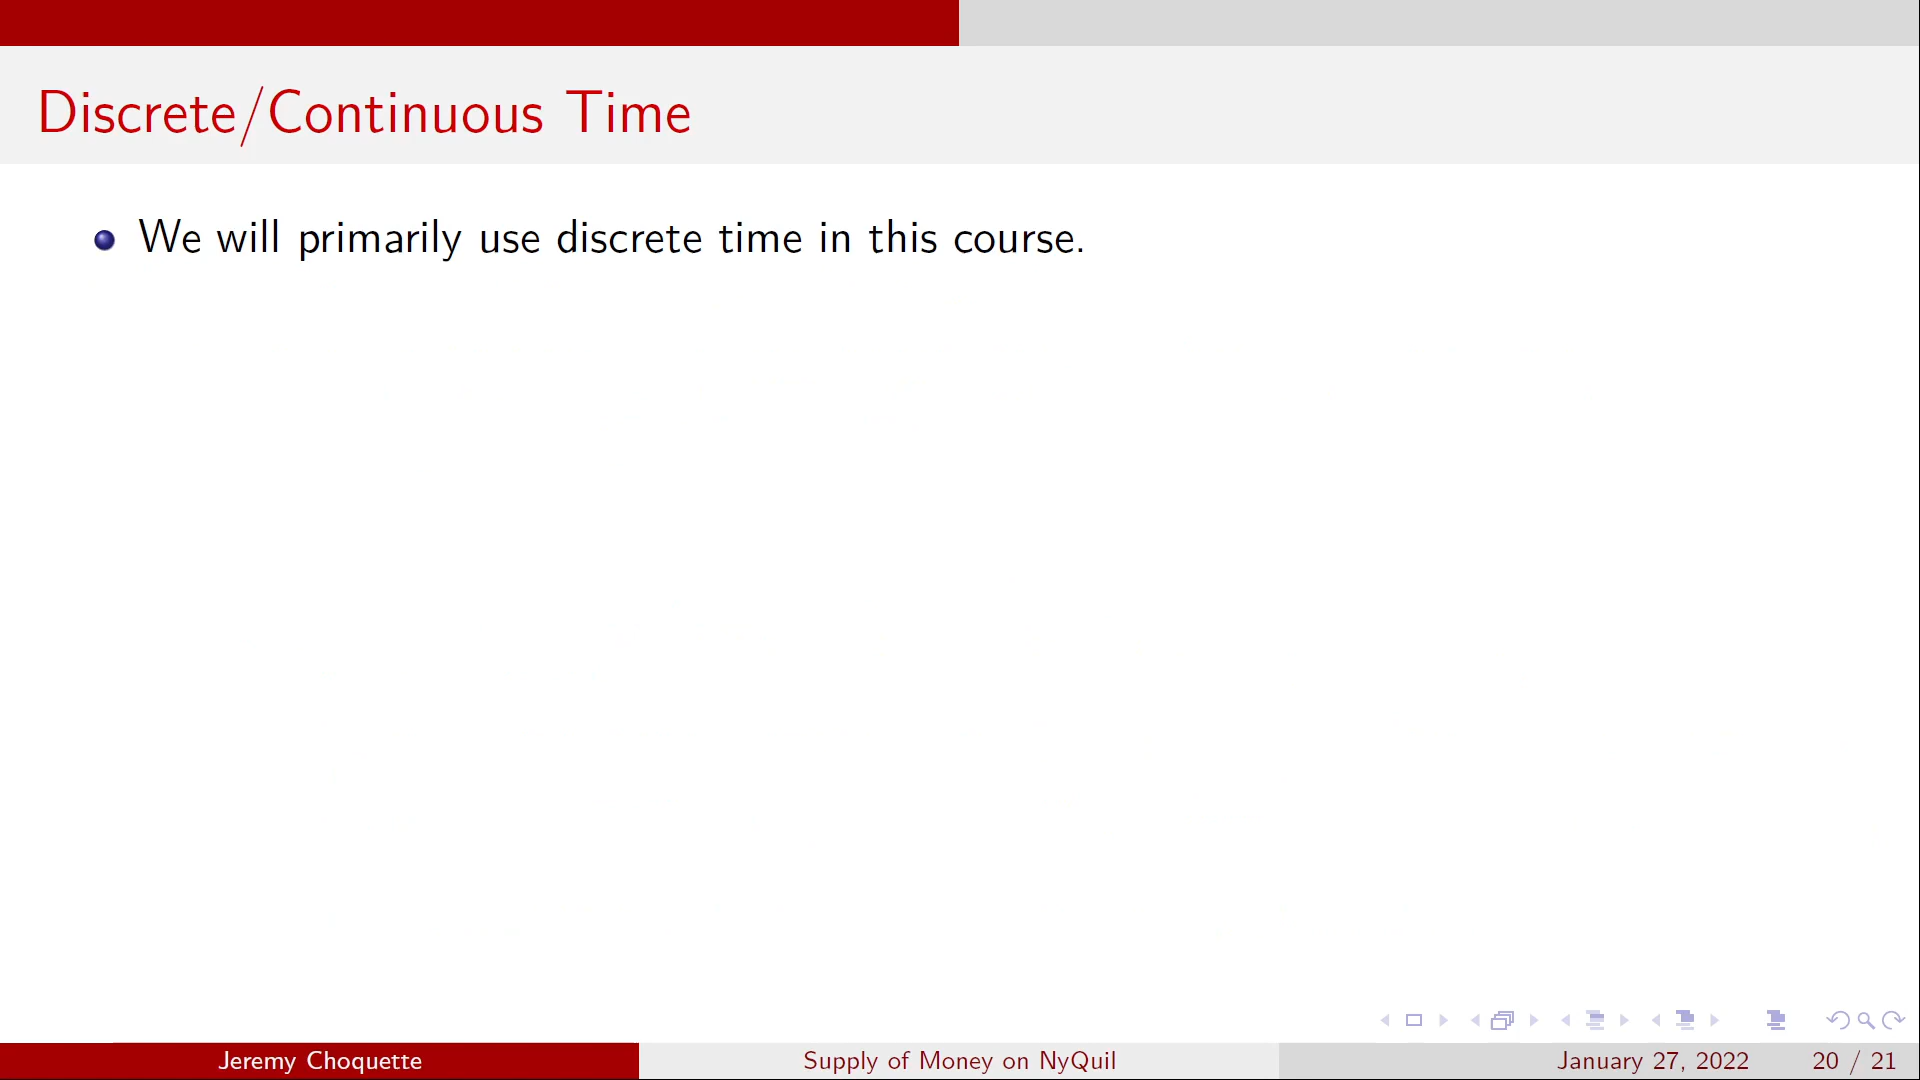 Discrete/Continuous Time
We will primarily use discrete time in this course.
Jeremy Choquette
Supply of Money on NyQuil
January 27, 2022
20 / 21